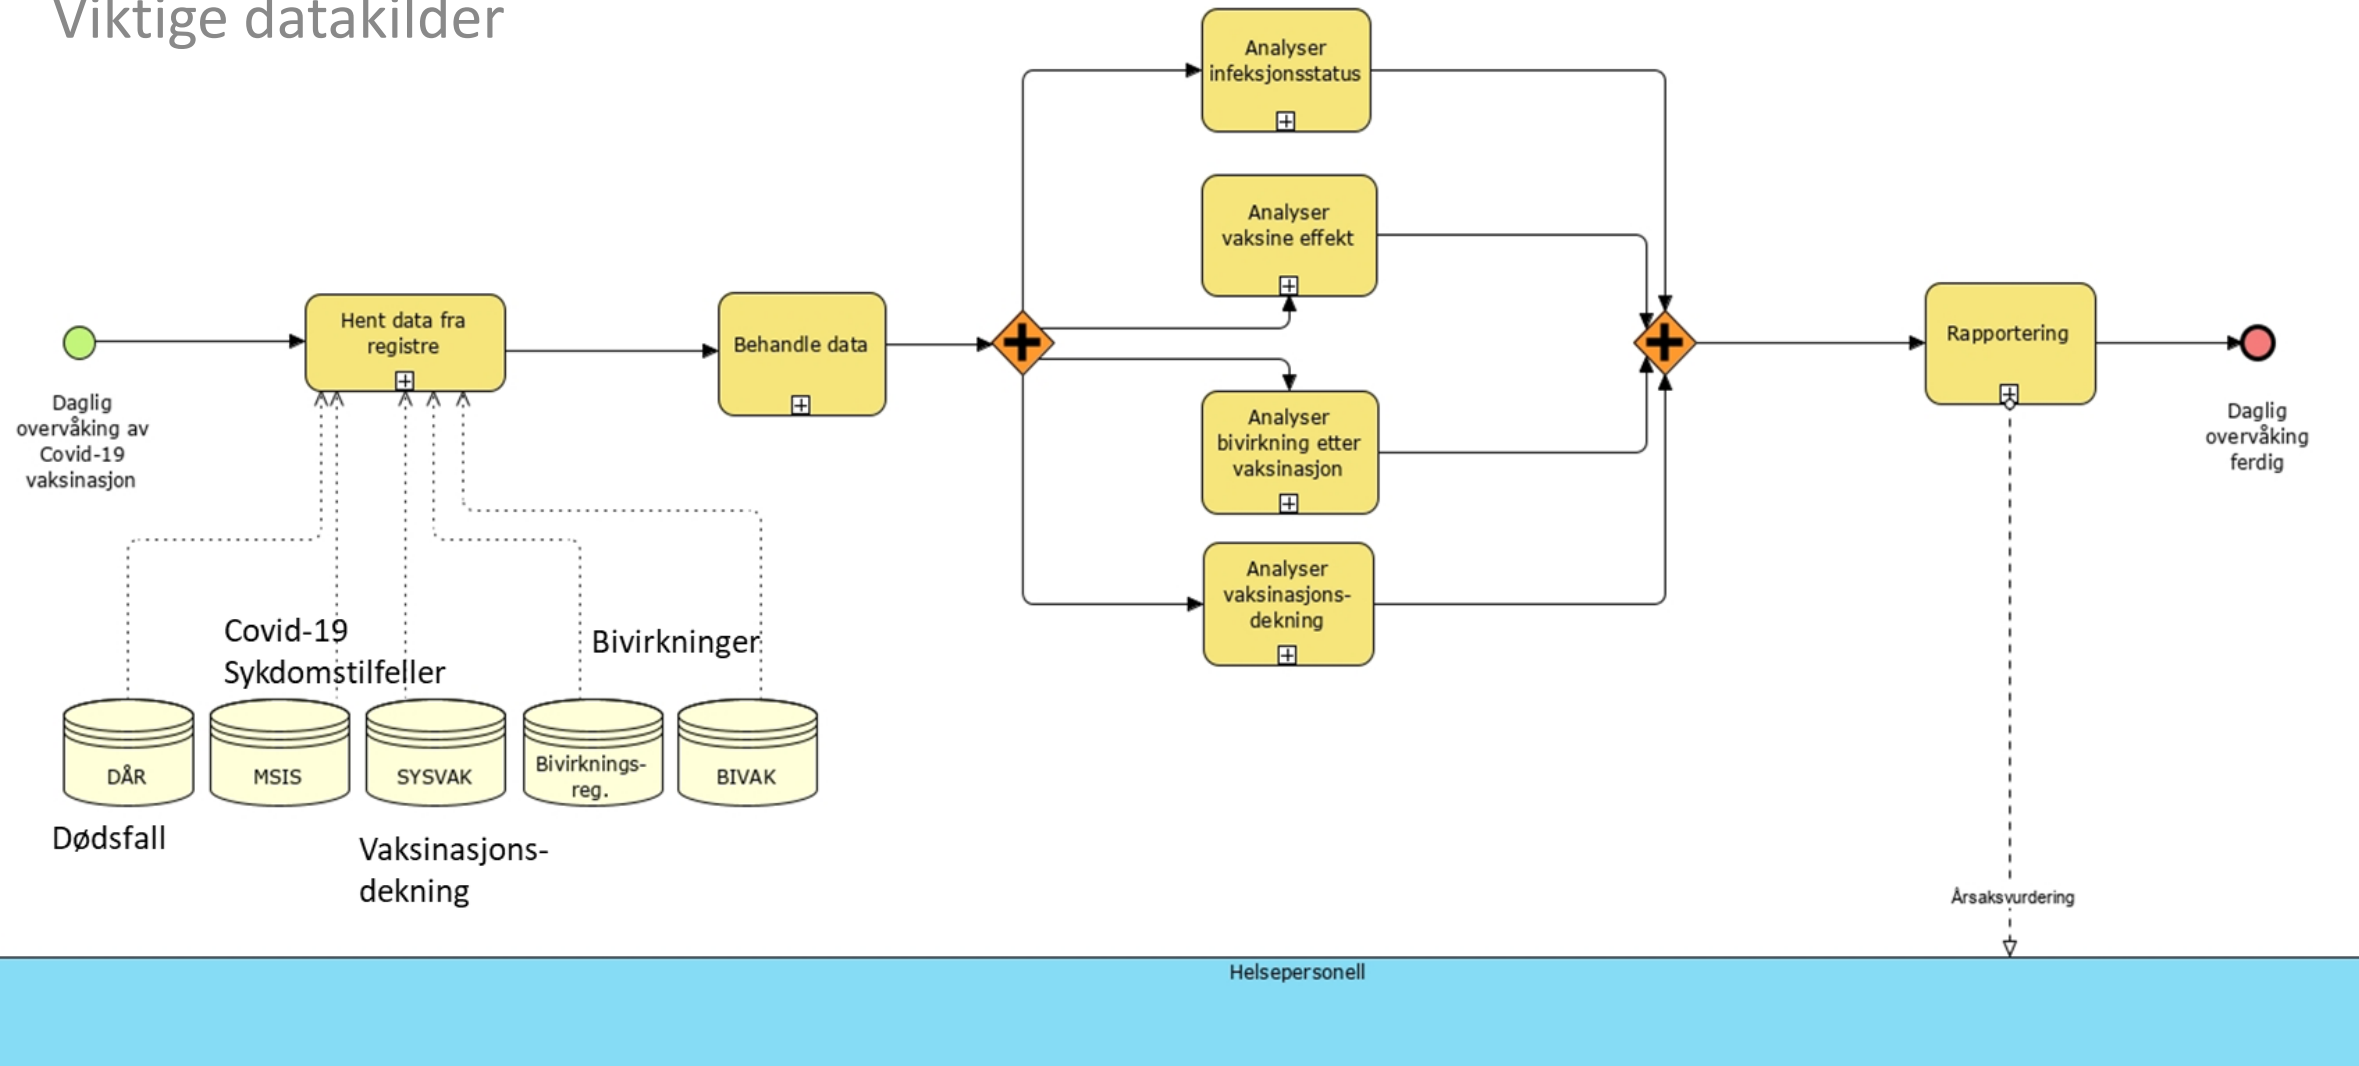 Viktige datakilder
Analyser
infeksjonsstatus
Analyser
vaksine effekt
Hent data fra
registre
Behandle data
Rapportering
Daglig
overvåking av
Covid-19
vaksinasjon
Analyser
bivirkning etter
vaksinasjon
Daglig
overvåking
ferdig
Analyser
vaksinasjons-
dekning
Covid-19
Sykdomstilfeller
Bivirkninger
DÅR
MSIS
SYSVAK
Bivirknings-
reg.
BIVAK
Dødsfall
Vaksinasjons-
dekning
Årsaksvurdering
Helsepersonell